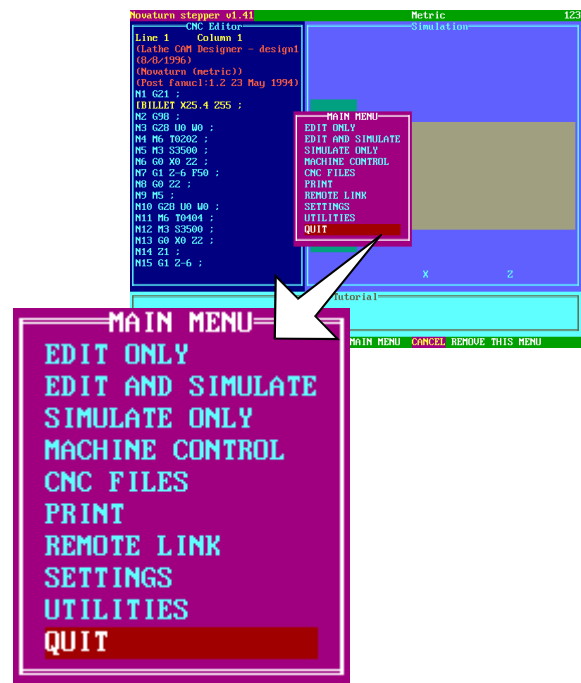 Novaturn stepper v1.41 Metric 123
CNC Editor
Line 1 Column 1
(Lathe CAM Designer - design1
(8/8/1996)
(Novaturn (metric))
(Post fanucl:1.2 23 May 1994)
N1 G21 ;
[BILLET X25.4 Z55 ;
N2 G98 ;
N3 G28 U0 W0 ;
N4 M6 T0202 ;
N5 M3 S3500 ;
N6 G0 X0 Z2 ;
N7 G1 Z-6 F50 ;
N8 G0 Z2 ;
N9 M5 ;
N10 G28 U0 W0 ;
N11 M6 T0404 ;
N12 M3 S3500 ;
N13 G0 X0 Z2 ;
N14 Z1 ;
N15 G1 Z-6 ;
Simulation
MAIN MENU
EDIT ONLY
EDIT AND SIMULATE
SIMULATE ONLY
MACHINE CONTROL
CNC FILES
PRINT
REMOTE LINK
SETTINGS
UTILITIES
QUIT
X Z
Tutorial
MAIN MENU CANCEL REMOVE THIS MENU
MAIN MENU
EDIT ONLY
EDIT AND SIMULATE
SIMULATE ONLY
MACHINE CONTROL
CNC FILES
PRINT
REMOTE LINK
SETTINGS
UTILITIES
QUIT